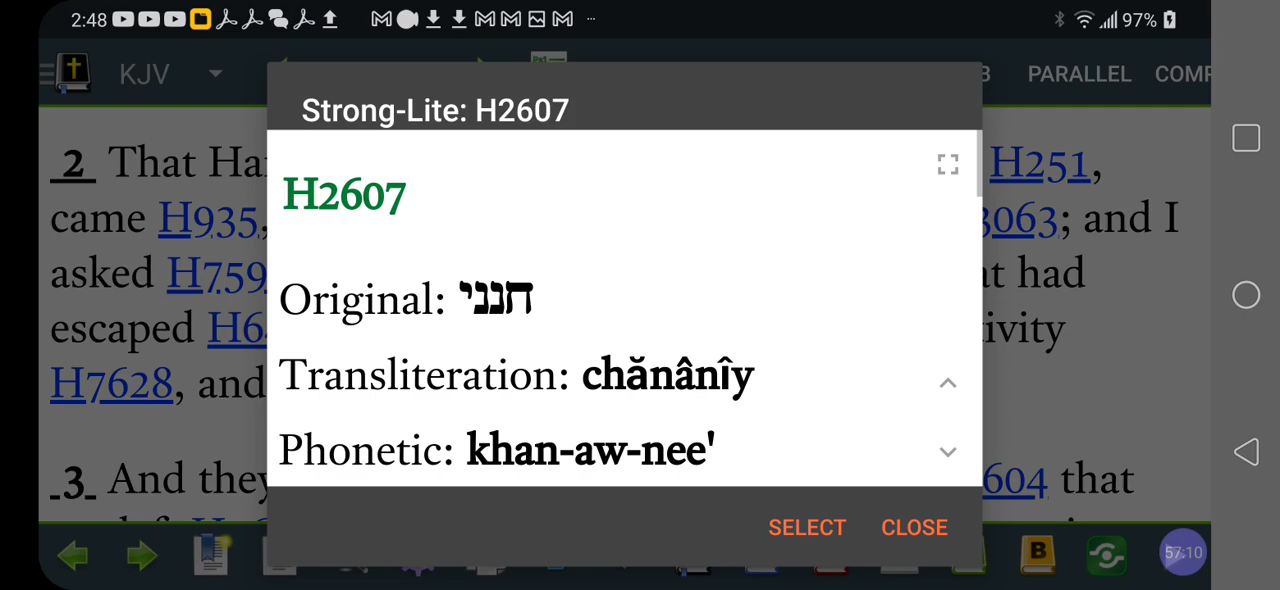 2:48 97%
KJV B PARALLEL COMP
Strong-Lite: H2607
H2607
Original: חנני
Transliteration: chănânîy
Phonetic: khan-aw-nee'
SELECT CLOSE
2 That Ha H251,
came H935, 3063; and I
asked H759 at had
escaped H6 tivity
H7628, and
3 And they 604 that
B 57:10